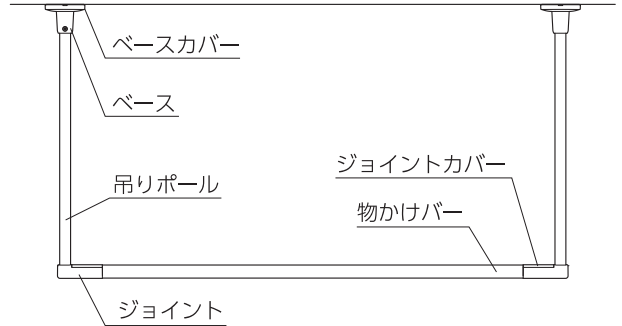 ベースカバー
ベース
ジョイントカバー
吊りポール
物かけバー
ジョイント